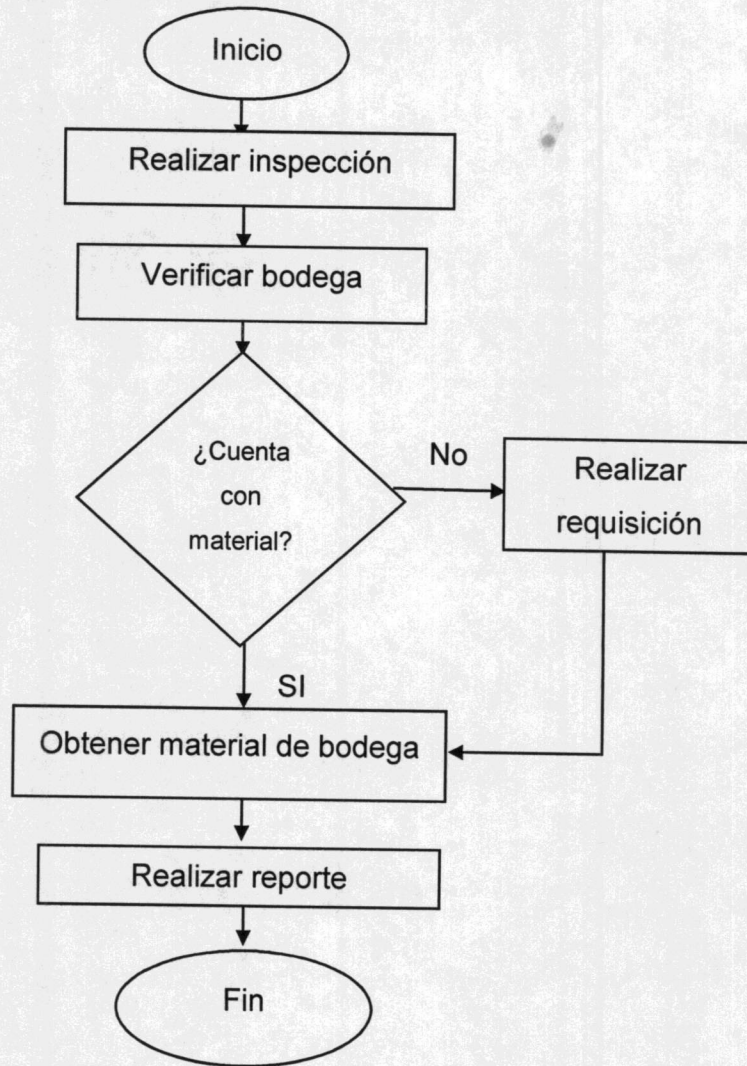 Inicio
Realizar inspección
Verificar bodega
¿Cuenta
con
material?
No
Realizar
requisición
SI
Obtener material de bodega
Realizar reporte
Fin